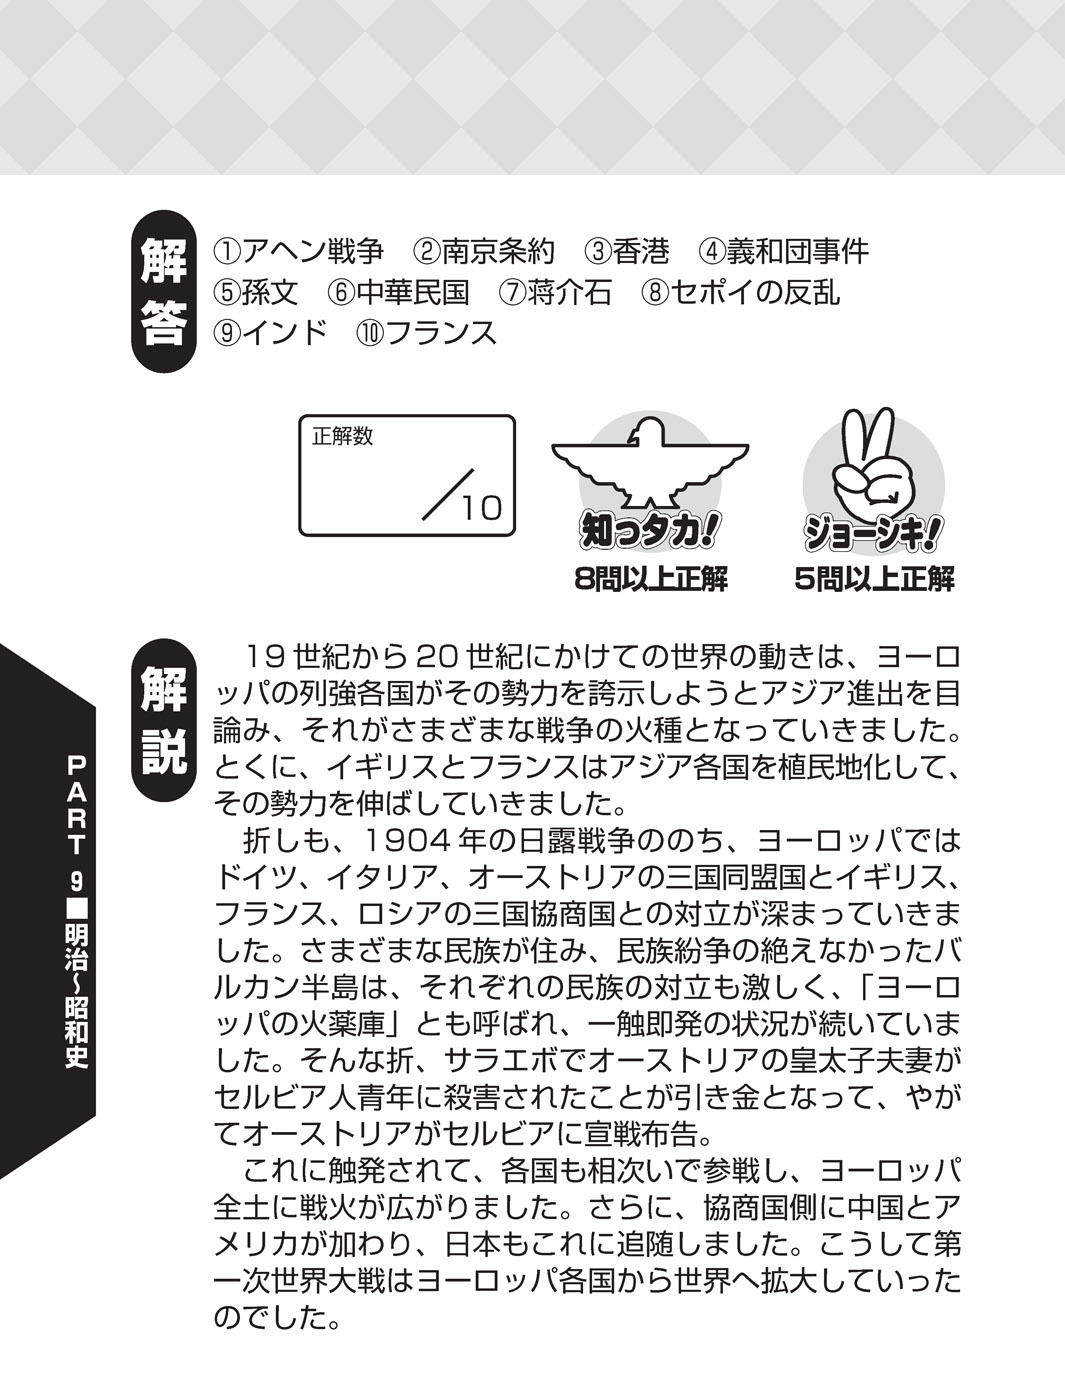 解答
①アヘン戦争　②南京条約　③香港　④義和団事件
⑤孫文　⑥中華民国　⑦蒋介石　⑧セポイの反乱
⑨インド　⑩フランス
正解数
／10
知っタカ！
8問以上正解
ジョーシキ！
5問以上正解
解説
　19世紀から20世紀にかけての世界の動きは、ヨーロ
ッパの列強各国がその勢力を誇示しようとアジア進出を目
論み、それがさまざまな戦争の火種となっていきました。
とくに、イギリスとフランスはアジア各国を植民地化して、
その勢力を伸ばしていきました。
　折しも、1904年の日露戦争ののち、ヨーロッパでは
ドイツ、イタリア、オーストリアの三国同盟国とイギリス、
フランス、ロシアの三国協商国との対立が深まっていきま
した。さまざまな民族が住み、民族紛争の絶えなかったバ
ルカン半島は、それぞれの民族の対立も激しく、「ヨーロ
ッパの火薬庫」とも呼ばれ、一触即発の状況が続いていま
した。そんな折、サラエボでオーストリアの皇太子夫妻が
セルビア人青年に殺害されたことが引き金となって、やが
てオーストリアがセルビアに宣戦布告。
　これに触発されて、各国も相次いで参戦し、ヨーロッパ
全土に戦火が広がりました。さらに、協商国側に中国とア
メリカが加わり、日本もこれに追随しました。こうして第
一次世界大戦はヨーロッパ各国から世界へ拡大していった
のでした。
PART 9■明治〜昭和史